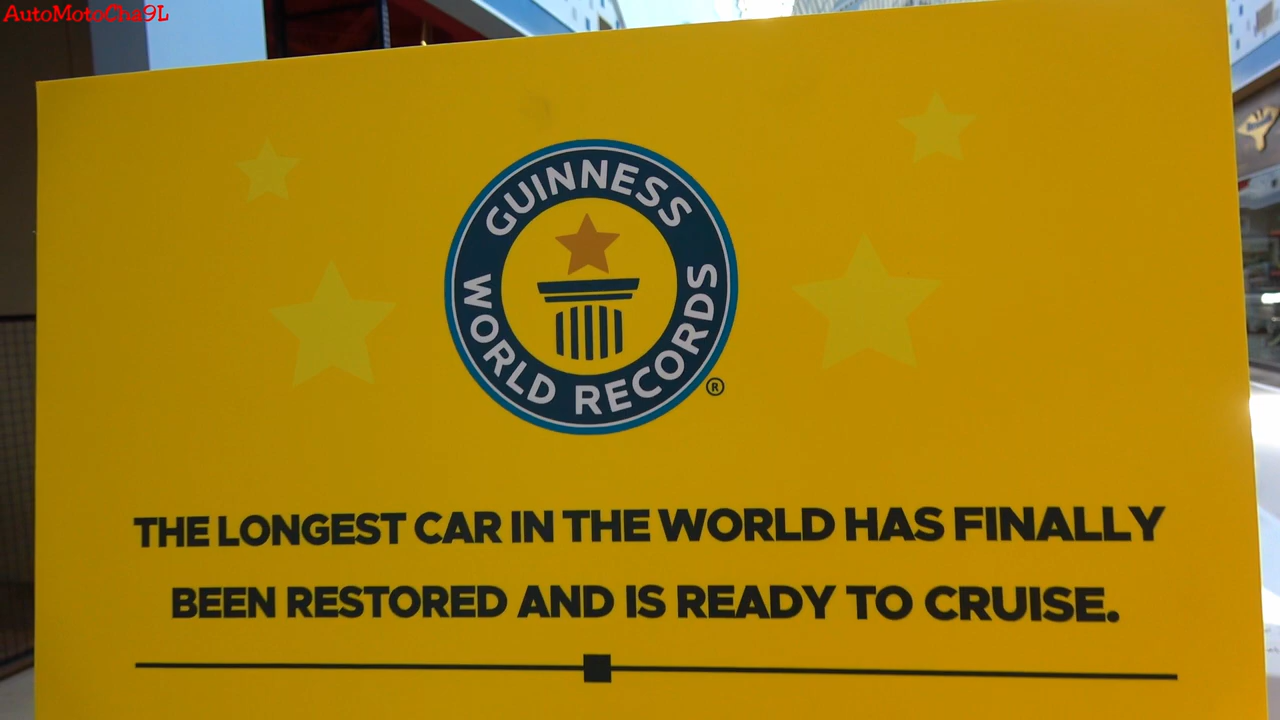 AutoMotoCha9L
GUINNESS
WORLD RECORDS
®
THE LONGEST CAR IN THE WORLD HAS FINALLY
BEEN RESTORED AND IS READY TO CRUISE.